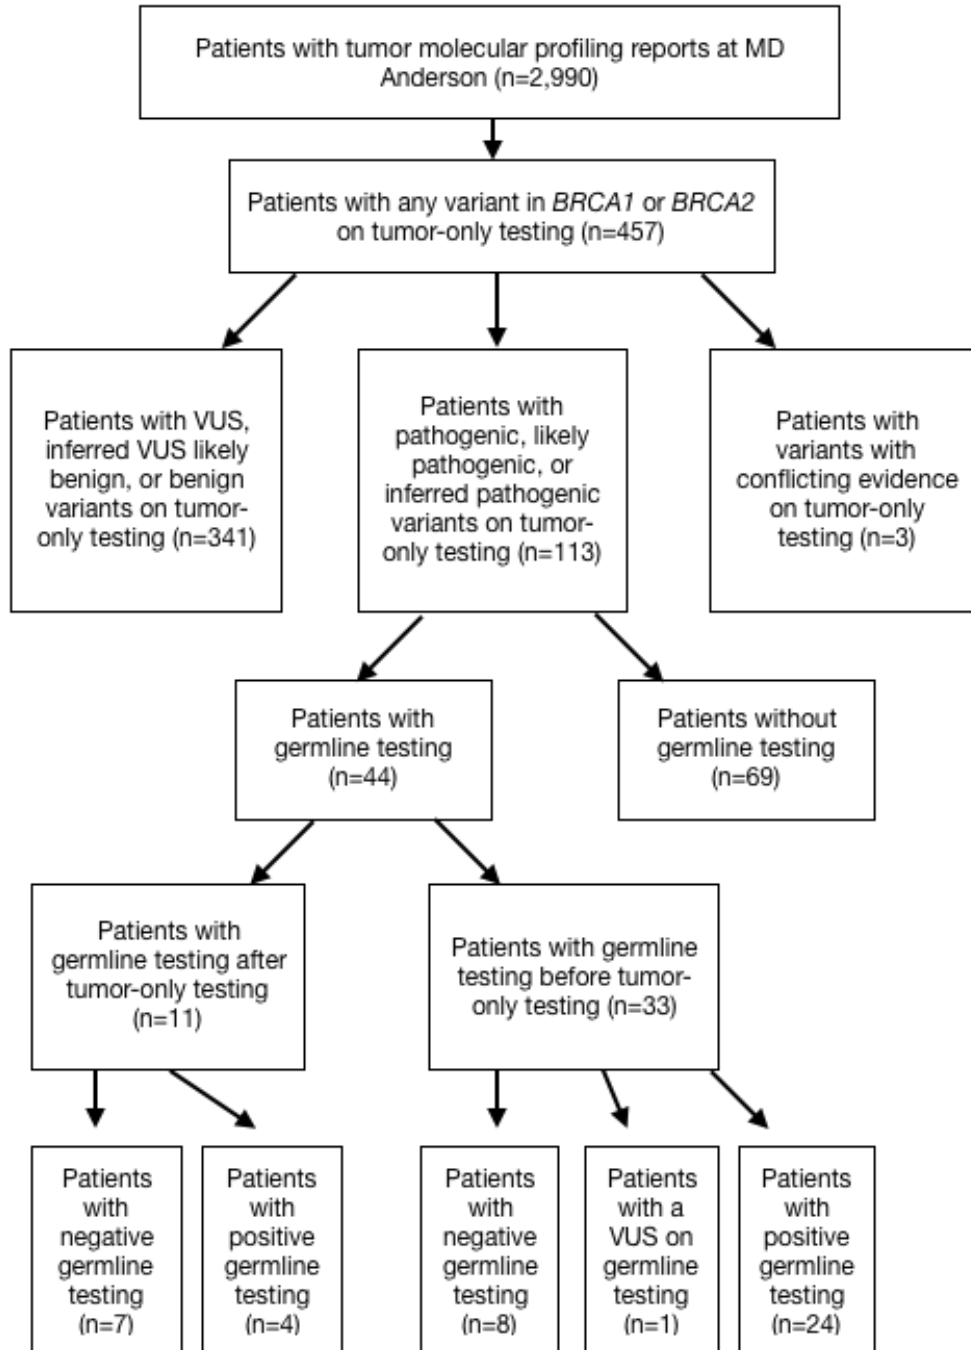 Patients with tumor molecular profiling reports at MD
Anderson (n=2,990)
Patients with any variant in BRCA1 or BRCA2
on tumor-only testing (n=457)
Patients with VUS,
inferred VUS likely
benign, or benign
variants on tumor-
only testing (n=341)
Patients with
pathogenic, likely
pathogenic, or
inferred pathogenic
variants on tumor-
only testing (n=113)
Patients with
variants with
conflicting evidence
on tumor-only
testing (n=3)
Patients with
germline testing
(n=44)
Patients without
germline testing
(n=69)
Patients with
germline testing after
tumor-only testing
(n=11)
Patients with germline
testing before tumor-
only testing (n=33)
Patients
with
negative
germline
testing
(n=7)
Patients
with
positive
germline
testing
(n=4)
Patients
with
negative
germline
testing
(n=8)
Patients
with a
VUS on
germline
testing
(n=1)
Patients
with
positive
germline
testing
(n=24)